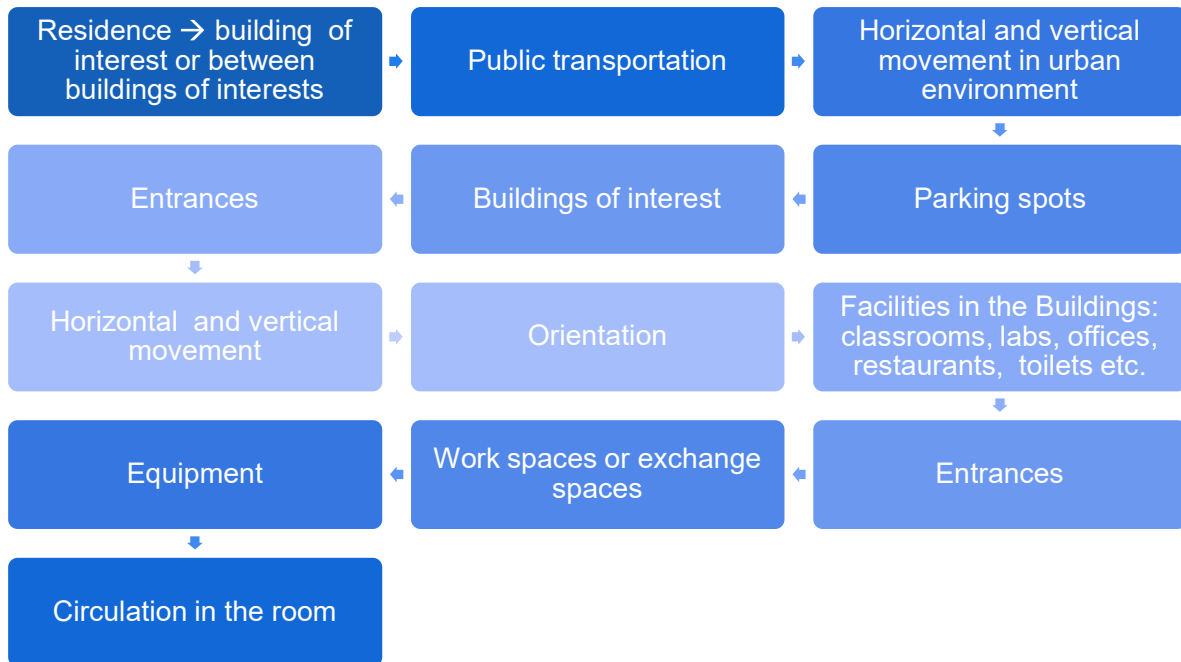 Residence → building  of
interest or between
buildings of interests
Public transportation
Horizontal and vertical
movement in urban
environment
Parking spots
Buildings of interest
Entrances
Horizontal  and vertical
movement
Orientation
Facilities in the Buildings:
classrooms, labs, offices,
restaurants,  toilets etc.
Entrances
Work spaces or exchange
spaces
Equipment
Circulation in the room